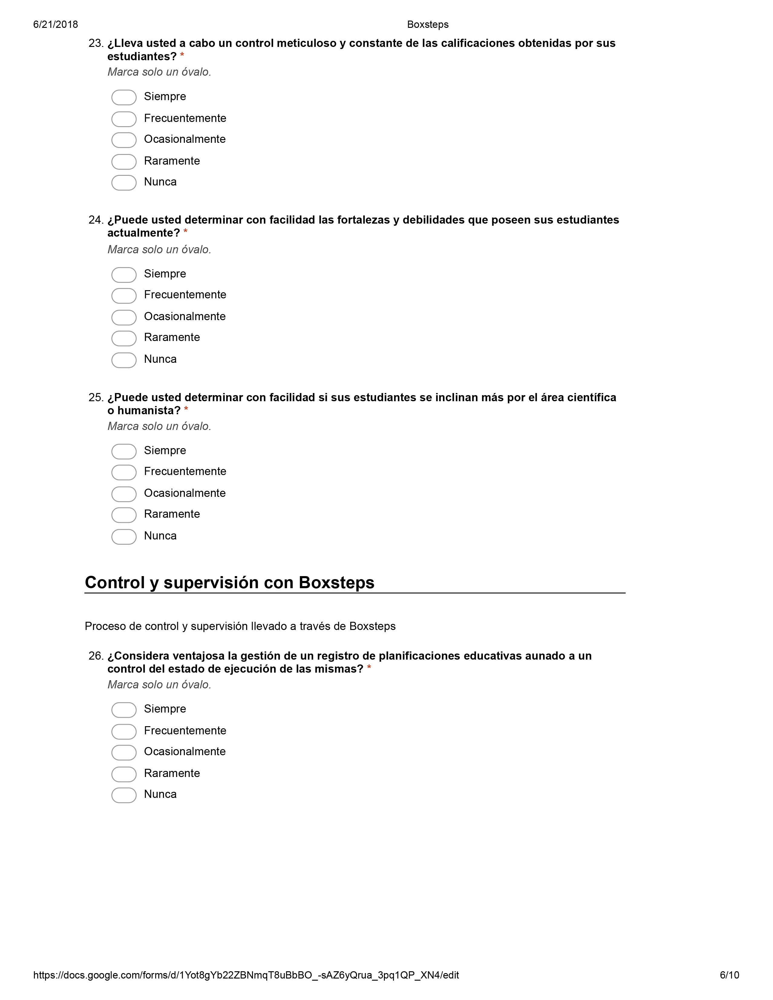 6/21/2018 Boxsteps
23. ¿Lleva usted a cabo un control meticuloso y constante de las calificaciones obtenidas por sus
estudiantes? *
Marca solo un óvalo.
Siempre
Frecuentemente
Ocasionalmente
Raramente
Nunca
24. ¿Puede usted determinar con facilidad las fortalezas y debilidades que poseen sus estudiantes
actualmente? *
Marca solo un óvalo.
Siempre
Frecuentemente
Ocasionalmente
Raramente
Nunca
25. ¿Puede usted determinar con facilidad si sus estudiantes se inclinan más por el área científica
o humanista? *
Marca solo un óvalo.
Siempre
Frecuentemente
Ocasionalmente
Raramente
Nunca
Control y supervisión con Boxsteps
Proceso de control y supervisión llevado a través de Boxsteps
26. ¿Considera ventajosa la gestión de un registro de planificaciones educativas aunado a un
control del estado de ejecución de las mismas? *
Marca solo un óvalo.
Siempre
Frecuentemente
Ocasionalmente
Raramente
Nunca
https://docs.google.com/forms/d/1Yot8gYb22ZBNmqT8uBbBO_-sAZ6yQrua_3pq1QP_XN4/edit 6/10